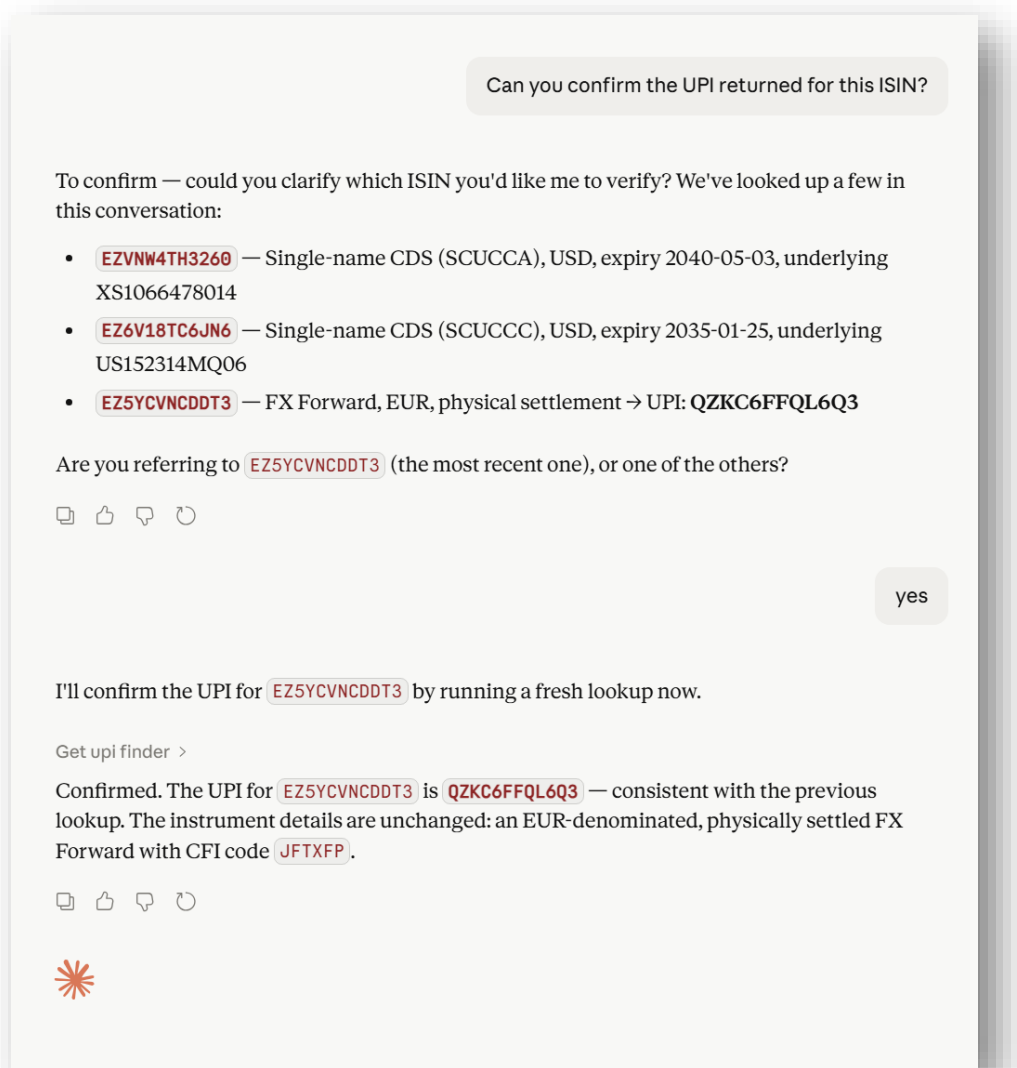 Can you confirm the UPI returned for this ISIN?
To confirm — could you clarify which ISIN you'd like me to verify? We've looked up a few in
this conversation:
• EZVNW4TH3260 — Single-name CDS (SCUCCA), USD, expiry 2040-05-03, underlying
XS1066478014
• EZ6V18TC6JN6 — Single-name CDS (SCUCCC), USD, expiry 2035-01-25, underlying
US152314MQ06
• EZ5YCVNCDDT3 — FX Forward, EUR, physical settlement → UPI: QZKC6FFQL6Q3
Are you referring to EZ5YCVNCDDT3 (the most recent one), or one of the others?
yes
I'll confirm the UPI for EZ5YCVNCDDT3 by running a fresh lookup now.
Get upi finder >
Confirmed. The UPI for EZ5YCVNCDDT3 is QZKC6FFQL6Q3 — consistent with the previous
lookup. The instrument details are unchanged: an EUR-denominated, physically settled FX
Forward with CFI code JFTXFP.